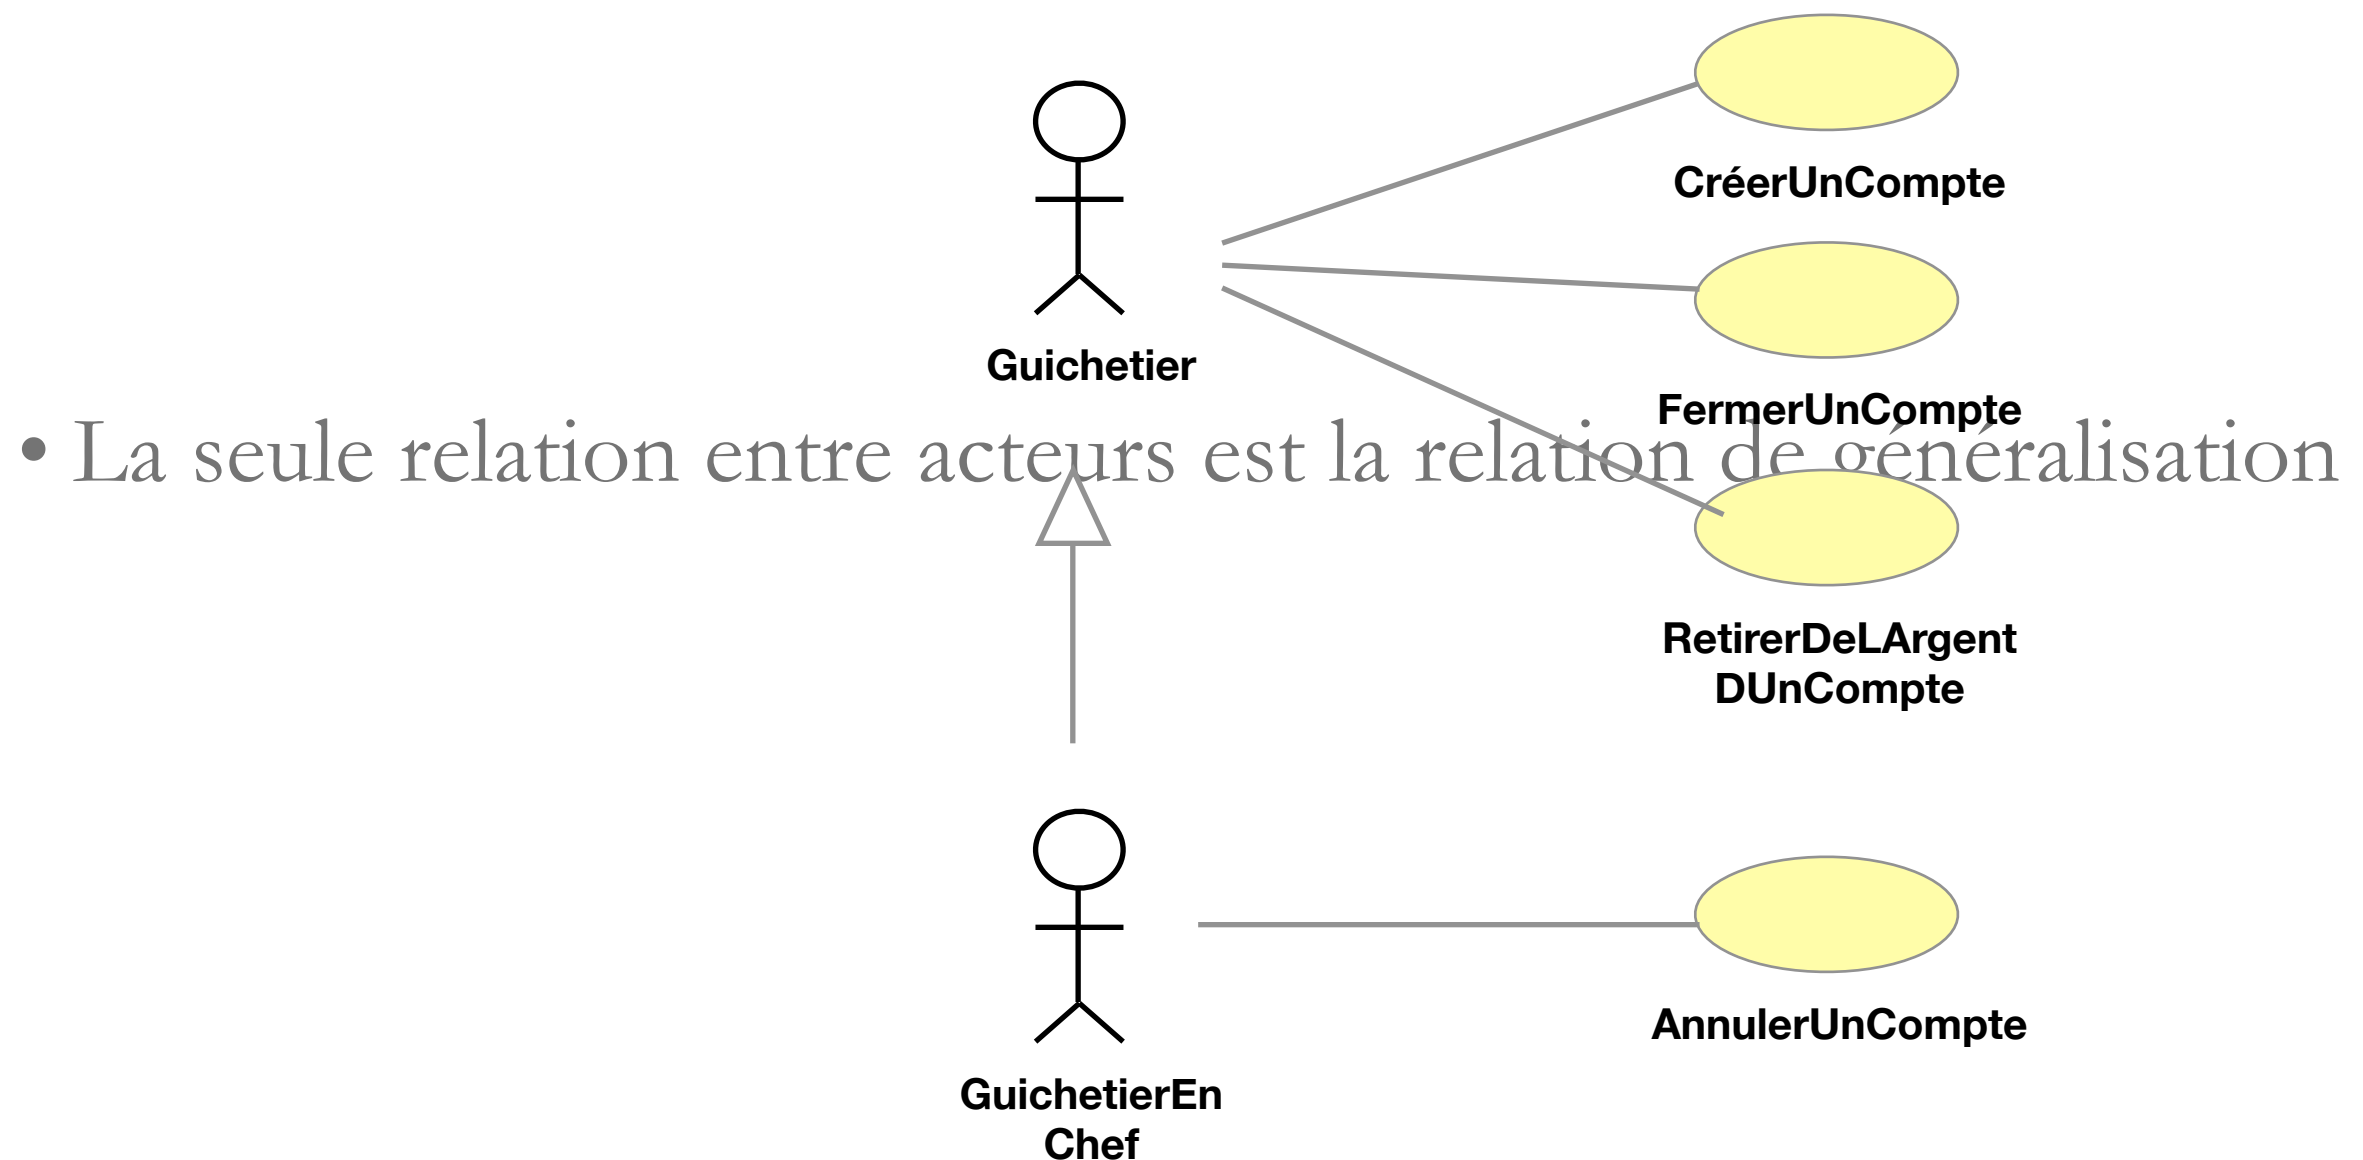 CréerUnCompte
Guichetier
FermerUnCompte
• La seule relation entre acteurs est la relation de généralisation
RetirerDeLArgent
DUnCompte
AnnulerUnCompte
GuichetierEn
Chef